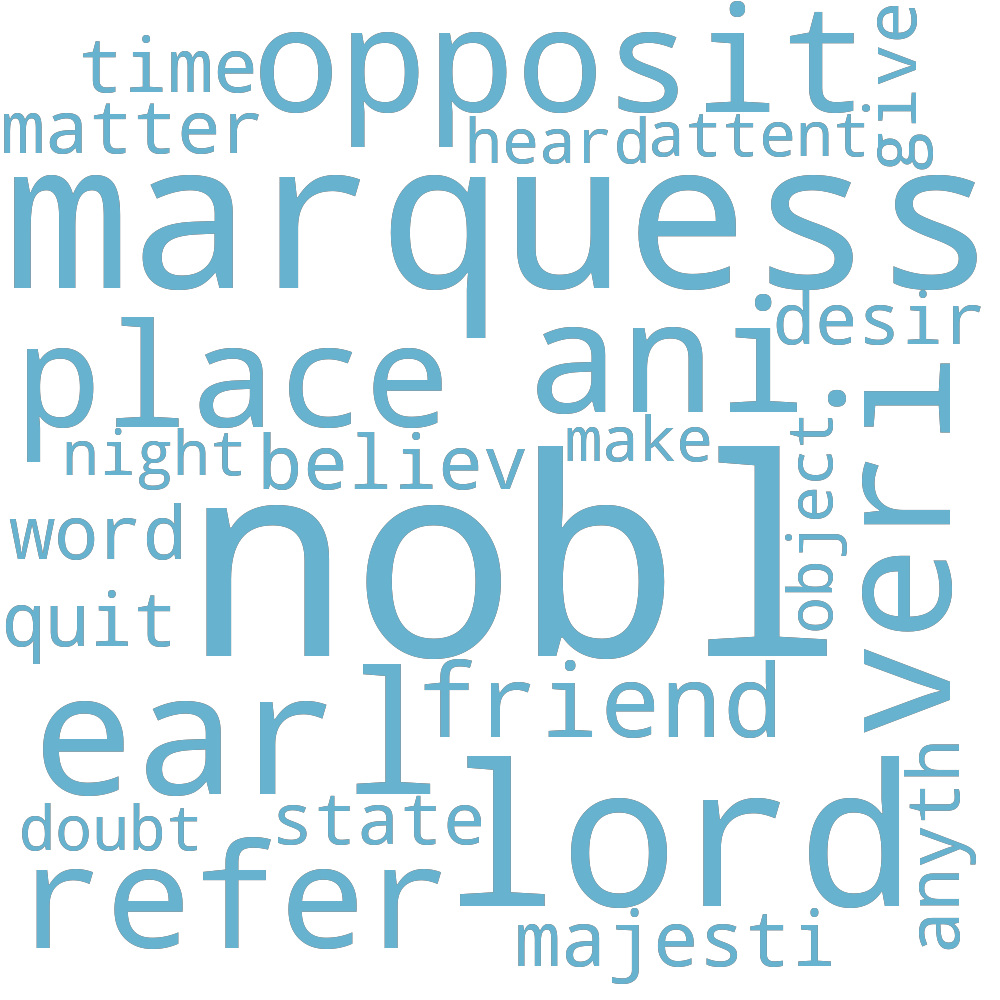 time
opposit
give
matter
heard
attent
marquess
desir
place
ani
veri
night
believ
make
object
word
nobl
quit
earl
friend
doubt
state
lord
anyth
refer
majesti